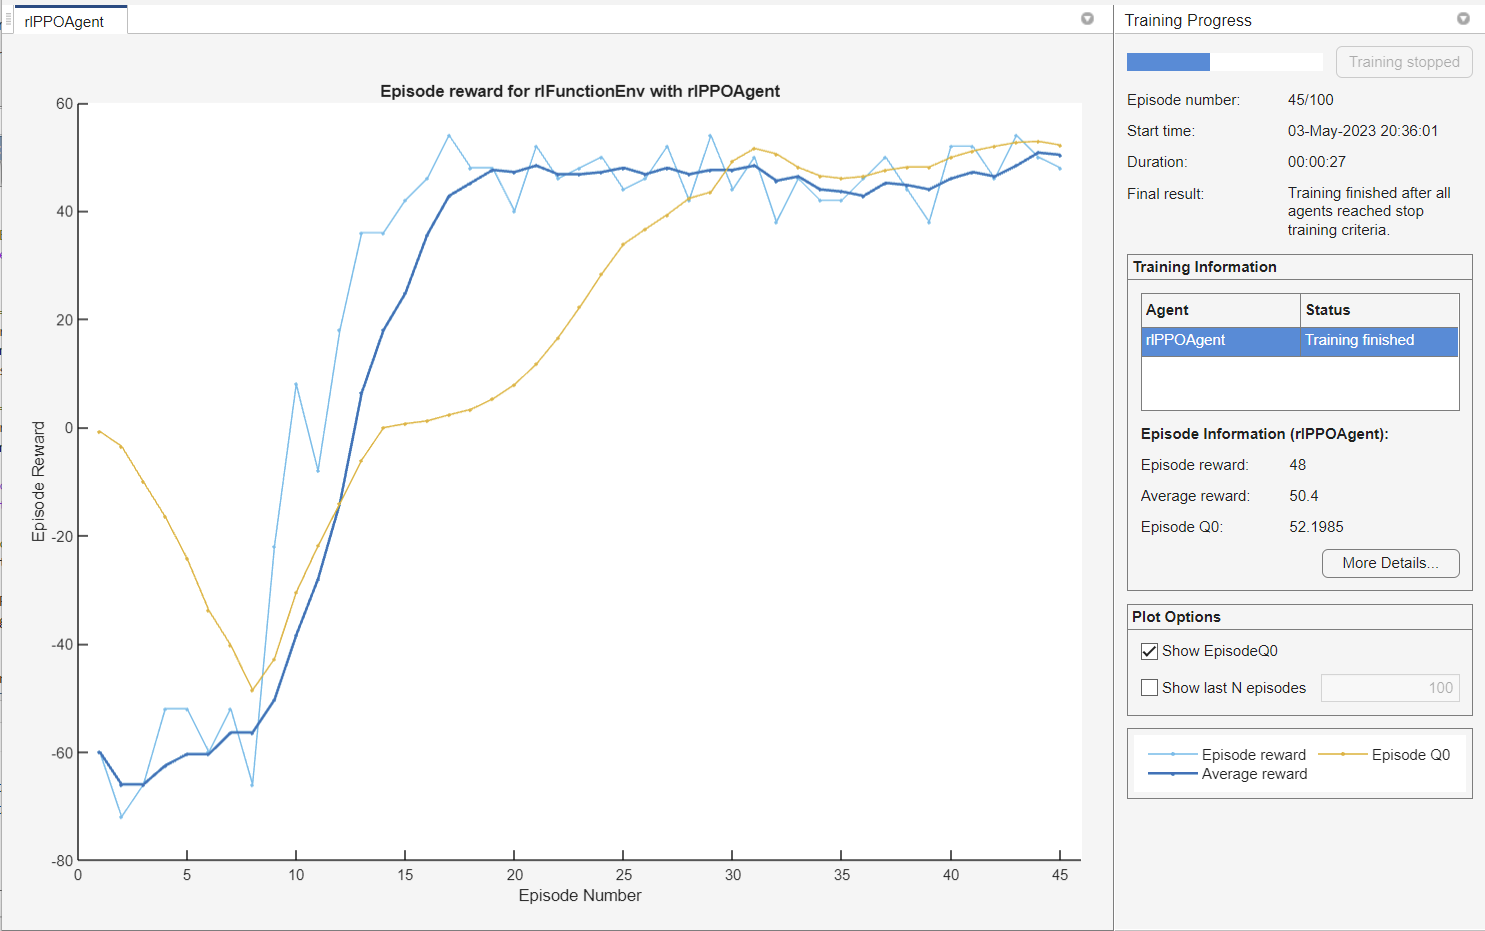 rlPPOAgent
Episode reward for rlFunctionEnv with rlPPOAgent
60
40
20
0
-20
-40
-60
-80
Episode Reward
0 5 10 15 20 25 30 35 40 45
Episode Number
Training Progress
Training stopped
Episode number: 45/100
Start time: 03-May-2023 20:36:01
Duration: 00:00:27
Final result: Training finished after all
agents reached stop
training criteria.
Training Information
Agent Status
rlPPOAgent Training finished
Episode Information (rlPPOAgent):
Episode reward: 48
Average reward: 50.4
Episode Q0: 52.1985
More Details...
Plot Options
Show EpisodeQ0
Show last N episodes 100
Episode reward Episode Q0
Average reward